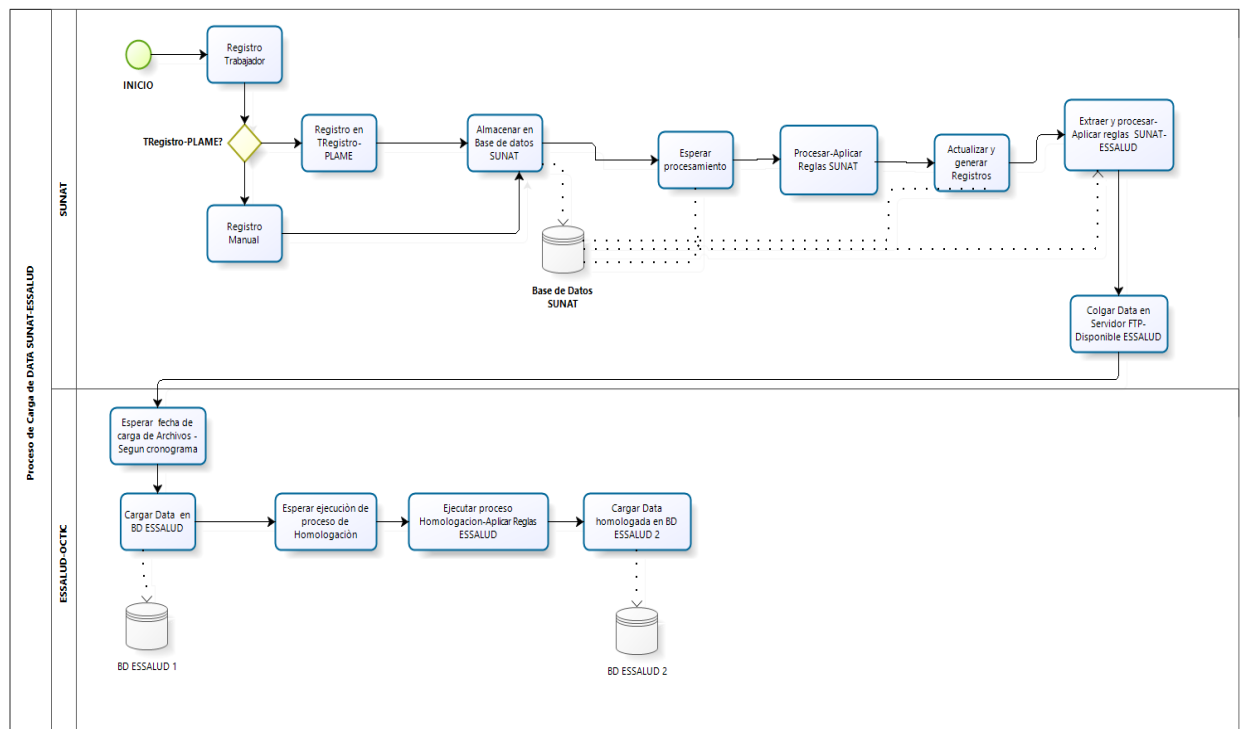 Proceso de Carga de DATA SUNAT-ESSALUD
SUNAT
INICIO
Registro
Trabajador
TRegistro-PLAME?
Registro en
TRegistro-
PLAME
Registro
Manual
Almacenar en
Base de datos
SUNAT
Base de Datos
SUNAT
Esperar
procesamiento
Procesar-Aplicar
Reglas SUNAT
Actualizar y
generar
Registros
Extraer y procesar-
Aplicar reglas SUNAT-
ESSALUD
Colgar Data en
Servidor FTP-
Disponible ESSALUD
ESSALUD-OCTIC
Esperar fecha de
carga de Archivos -
Segun cronograma
Cargar Data en
BD ESSALUD
BD ESSALUD 1
Esperar ejecuciòn de
proceso de
Homologaciòn
Ejecutar proceso
Homologacion-Aplicar Reglas
ESSALUD
Cargar Data
homologada en BD
ESSALUD 2
BD ESSALUD 2